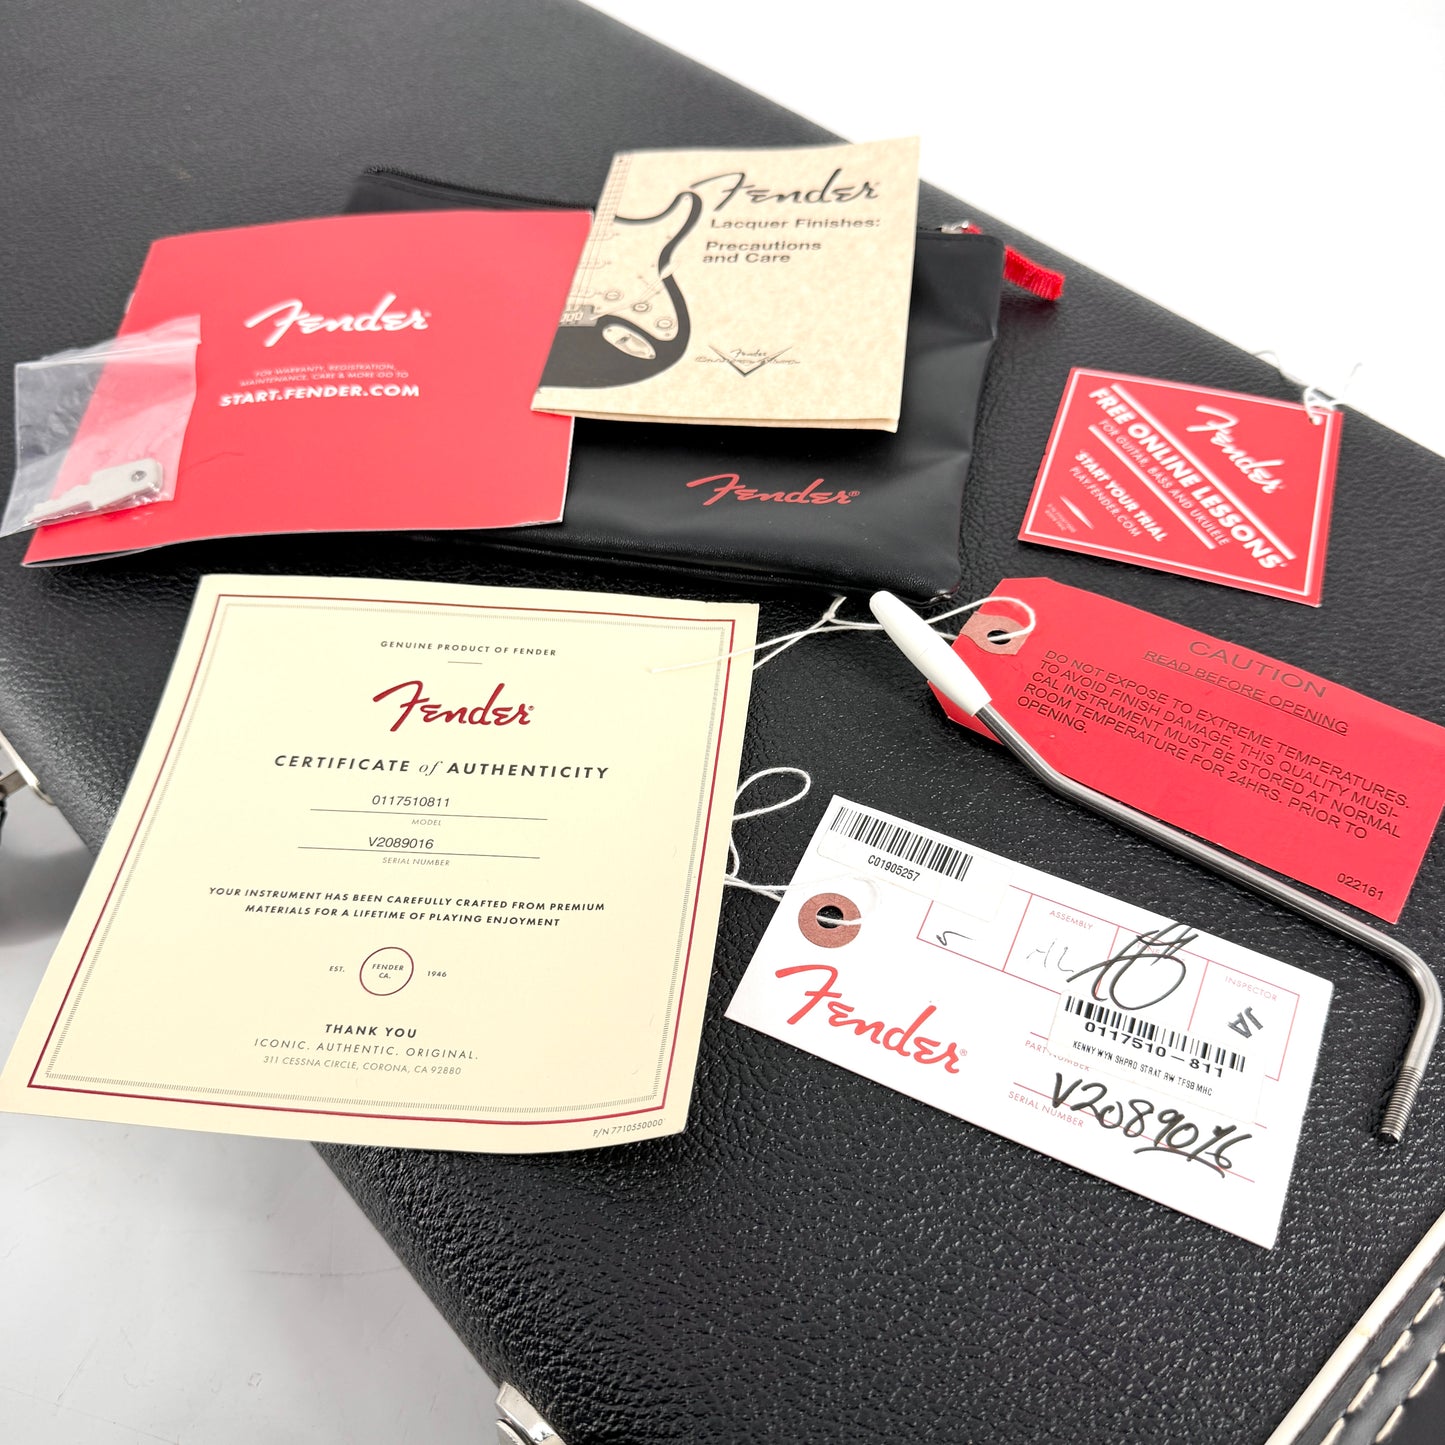 Fender
Lacquer Finishes:
Precautions
and Care
Fender
Fender
FOR WARRANTY, REGISTRATION,
MAINTENANCE, CARE & MORE GO TO
START.FENDER.COM
Fender®
Fender
FREE ONLINE LESSONS
FOR GUITAR, BASS AND UKULELE
START YOUR TRIAL
PLAY.FENDER.COM
GENUINE PRODUCT OF FENDER
Fender
CERTIFICATE of AUTHENTICITY
0117510811
MODEL
V2089016
SERIAL NUMBER
YOUR INSTRUMENT HAS BEEN CAREFULLY CRAFTED FROM PREMIUM
MATERIALS FOR A LIFETIME OF PLAYING ENJOYMENT
EST. FENDER CA. 1946
THANK YOU
ICONIC. AUTHENTIC. ORIGINAL.
311 CESSNA CIRCLE, CORONA, CA 92880
P/N 7710550000
CAUTION
READ BEFORE OPENING
DO NOT EXPOSE TO EXTREME TEMPERATURES.
TO AVOID FINISH DAMAGE, THIS QUALITY MUSI-
CAL INSTRUMENT MUST BE STORED AT NORMAL
ROOM TEMPERATURE FOR 24HRS. PRIOR TO
OPENING.
022161
C01905257
ASSEMBLY
INSPECTOR
5
Fender®
0117510-811
KENNY WYN SHPRD STRAT RW TFSB MHC
PART NUMBER
SERIAL NUMBER
V2089016